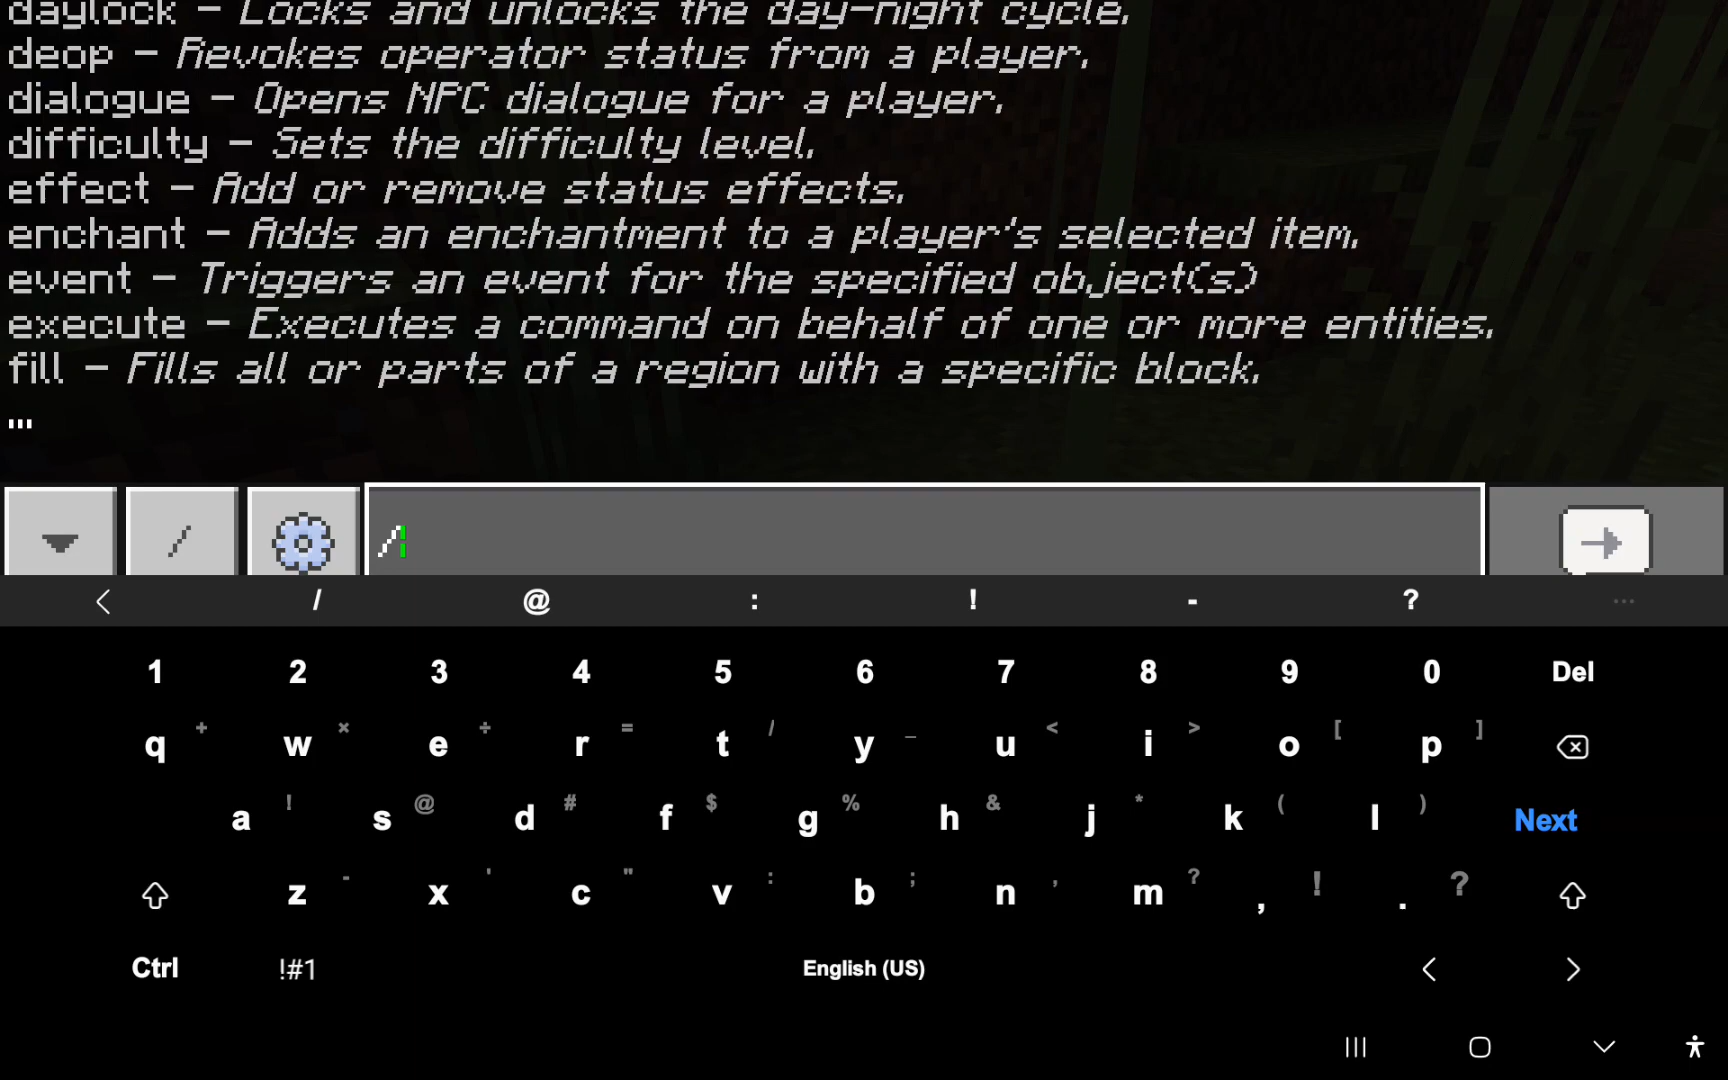 daylock – Locks and unlocks the day-night cycle.
deop – Revokes operator status from a player.
dialogue – Opens NPC dialogue for a player.
difficulty – Sets the difficulty level.
effect – Add or remove status effects.
enchant – Adds an enchantment to a player's selected item.
event – Triggers an event for the specified object(s)
execute – Executes a command on behalf of one or more entities.
fill – Fills all or parts of a region with a specific block.
...
/ /
/ @ : ! - ? ...
1 2 3 4 5 6 7 8 9 0 Del
q + w × e ÷ r = t / y _ u < i > o [ p ]
a ! s @ d # f $ g % h & j * k ( l ) Next
z - x ' c " v : b ; n , m ? , ! . ?
Ctrl !#1 English (US) < >